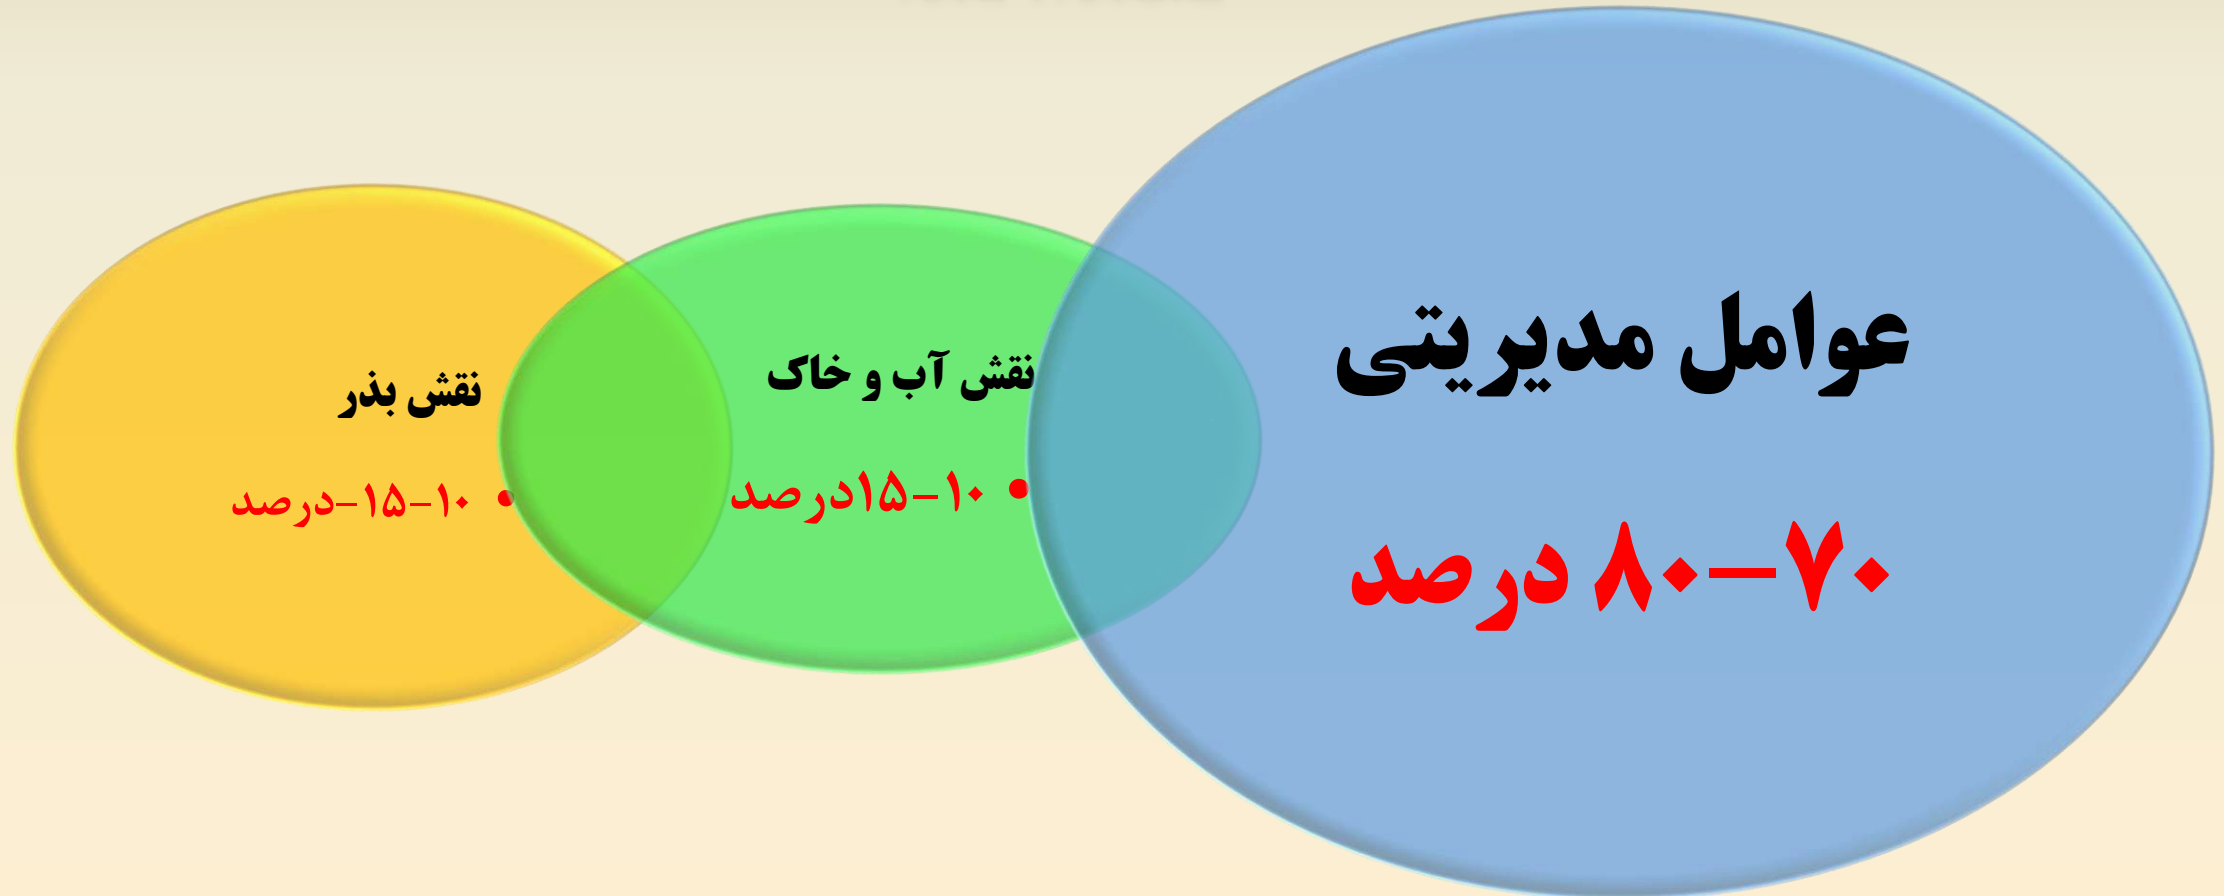 عوامل مدیریتی
۷۰-۸۰ درصد
نقش آب و خاک
• ۱۰-۱۵درصد
نقش بذر
• ۱۰-۱۵-درصد